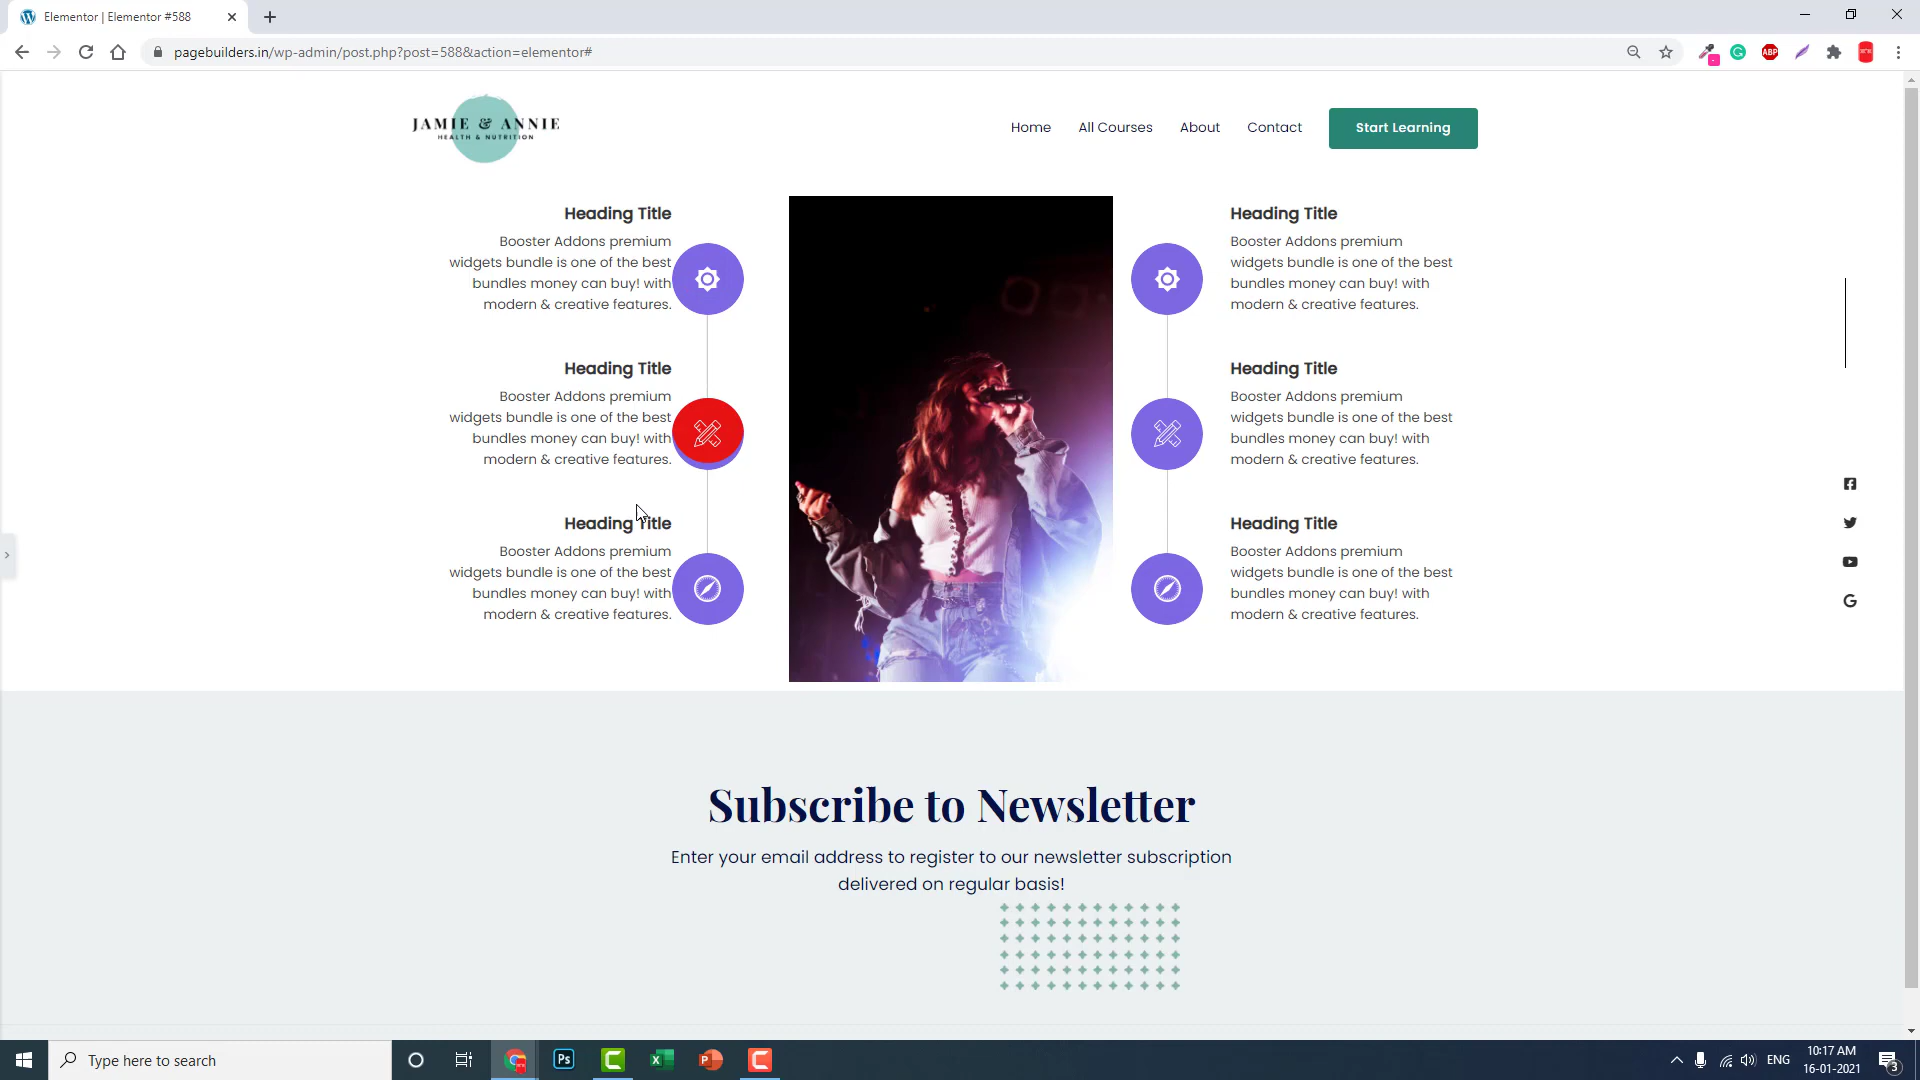 Elementor | Elementor #588
pagebuilders.in/wp-admin/post.php?post=588&action=elementor#
ABP
JAMIE & ANNIE
HEALTH & NUTRITION
Home
All Courses
About
Contact
Start Learning
Heading Title
Booster Addons premium
widgets bundle is one of the best
bundles money can buy! with
modern & creative features.
Heading Title
Booster Addons premium
widgets bundle is one of the best
bundles money can buy! with
modern & creative features.
Heading Title
Booster Addons premium
widgets bundle is one of the best
bundles money can buy! with
modern & creative features.
Heading Title
Booster Addons premium
widgets bundle is one of the best
bundles money can buy! with
modern & creative features.
Heading Title
Booster Addons premium
widgets bundle is one of the best
bundles money can buy! with
modern & creative features.
Heading Title
Booster Addons premium
widgets bundle is one of the best
bundles money can buy! with
modern & creative features.
Subscribe to Newsletter
Enter your email address to register to our newsletter subscription
delivered on regular basis!
Type here to search
Ps
ENG
10:17 AM
16-01-2021
3